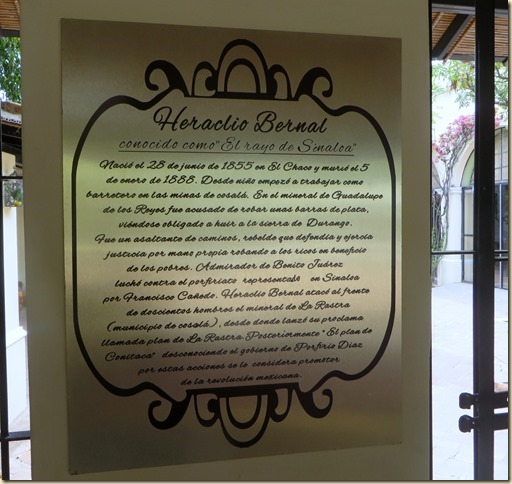 Heraclio Bernal
conocido como "El rayo de Sinaloa"
Nació el 28 de junio de 1855 en El Chaco y murió el 5
de enero de 1888. Desde niño empezó a trabajar como
barretero en las minas de cosalá. En el mineral de Guadalupe
de los Reyes fue acusado de robar unas barras de plata,
viéndose obligado a huir a la sierra de Durango.
Fue un asaltante de caminos, rebelde que defendía y ejercía
justicia por mano propia robando a los ricos en beneficio
de los pobres. Admirador de Benito Juárez
luchó contra el porfiriato representado en Sinaloa
por Francisco Cañedo. Heraclio Bernal atacó al frente
de doscientos hombres el mineral de La Rastra
(municipio de cosalá), desde donde lanzó su proclama
llamada plan de La Rastra. Posteriormente " El plan de
Conitaca" desconociendo el gobierno de Porfirio Díaz
por estas acciones se le considera promotor
de la revolución mexicana.